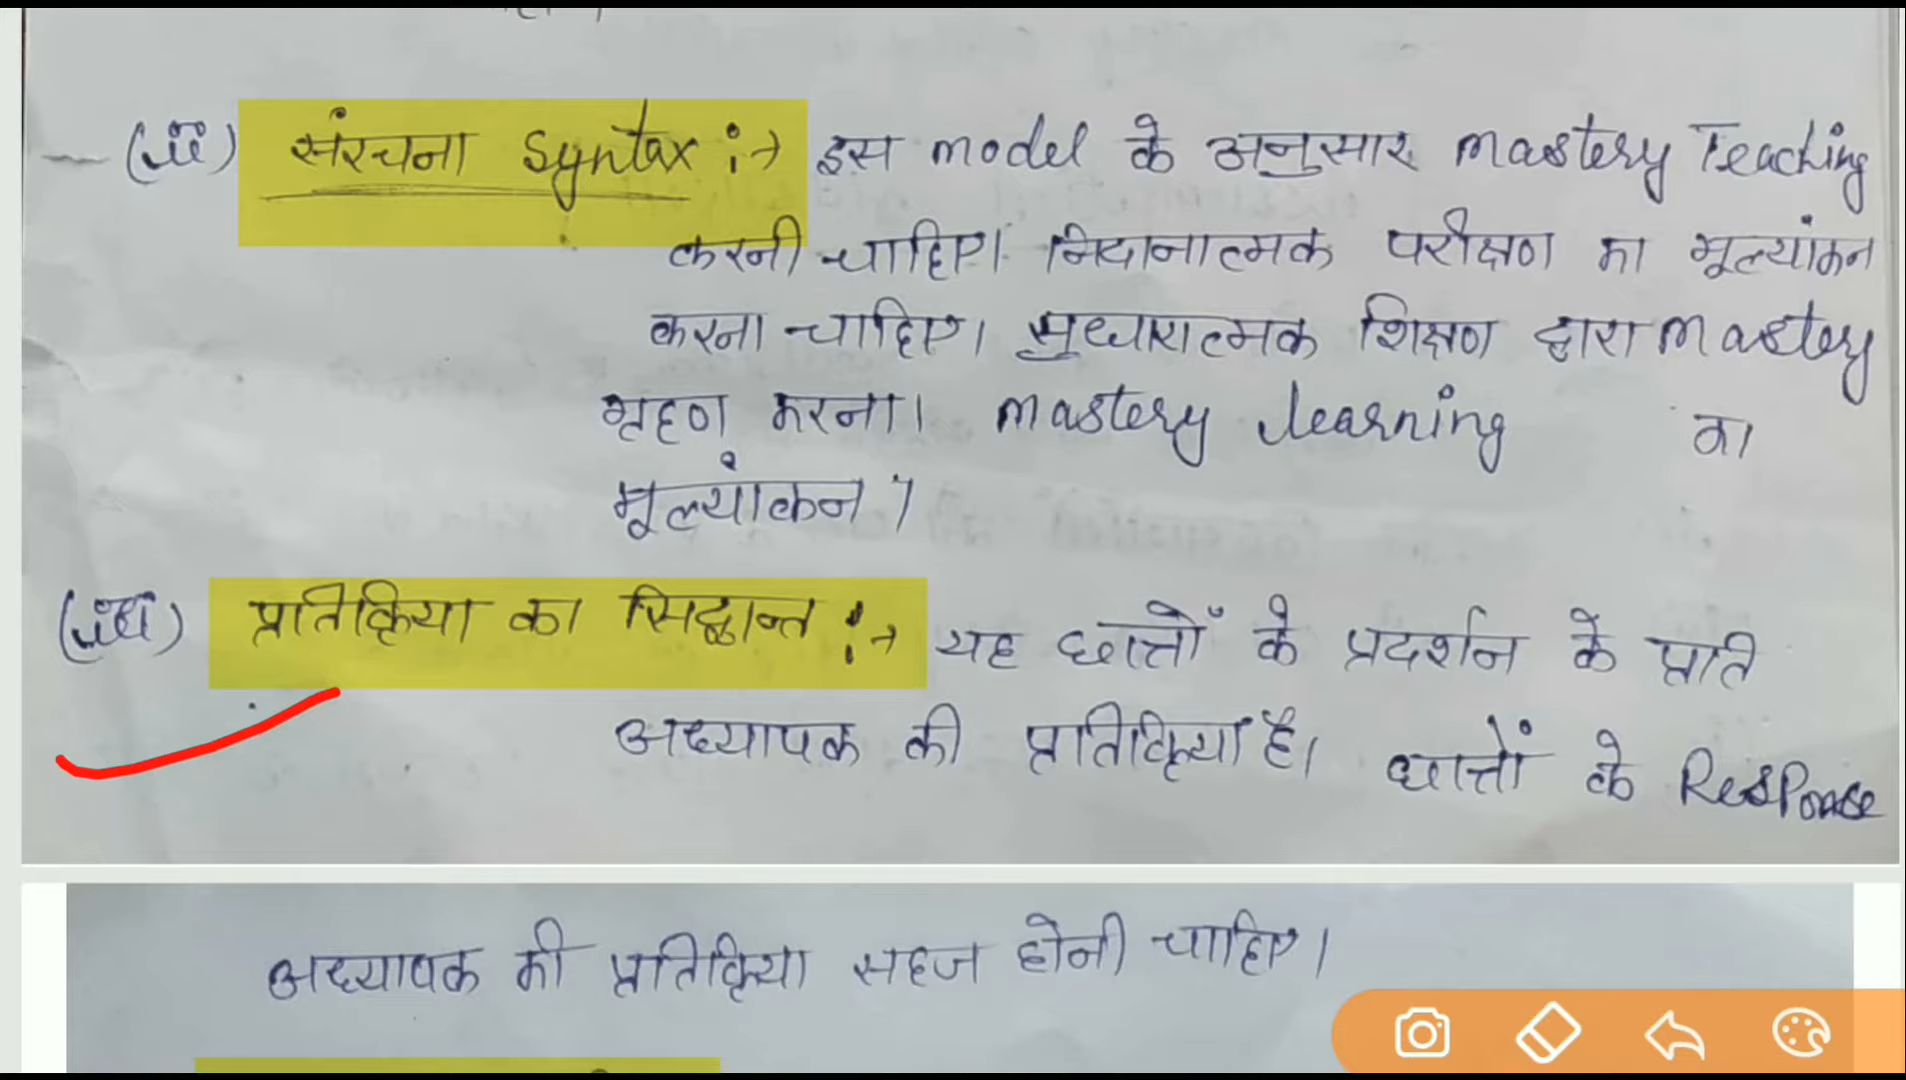 (ii) संरचना Syntax :→ इस model के अनुसार mastery Teaching
करनी चाहिए। निदानात्मक परीक्षण का मूल्यांकन
करना चाहिए। सुधारात्मक शिक्षण द्वारा mastery
ग्रहण करना। mastery learning का
मूल्यांकन।
(iii) प्रतिक्रिया का सिद्धान्त :→ यह छात्रों के प्रदर्शन के प्रति
अध्यापक की प्रतिक्रिया है। छात्रों के Response
अध्यापक की प्रतिक्रिया सहज होनी चाहिए।